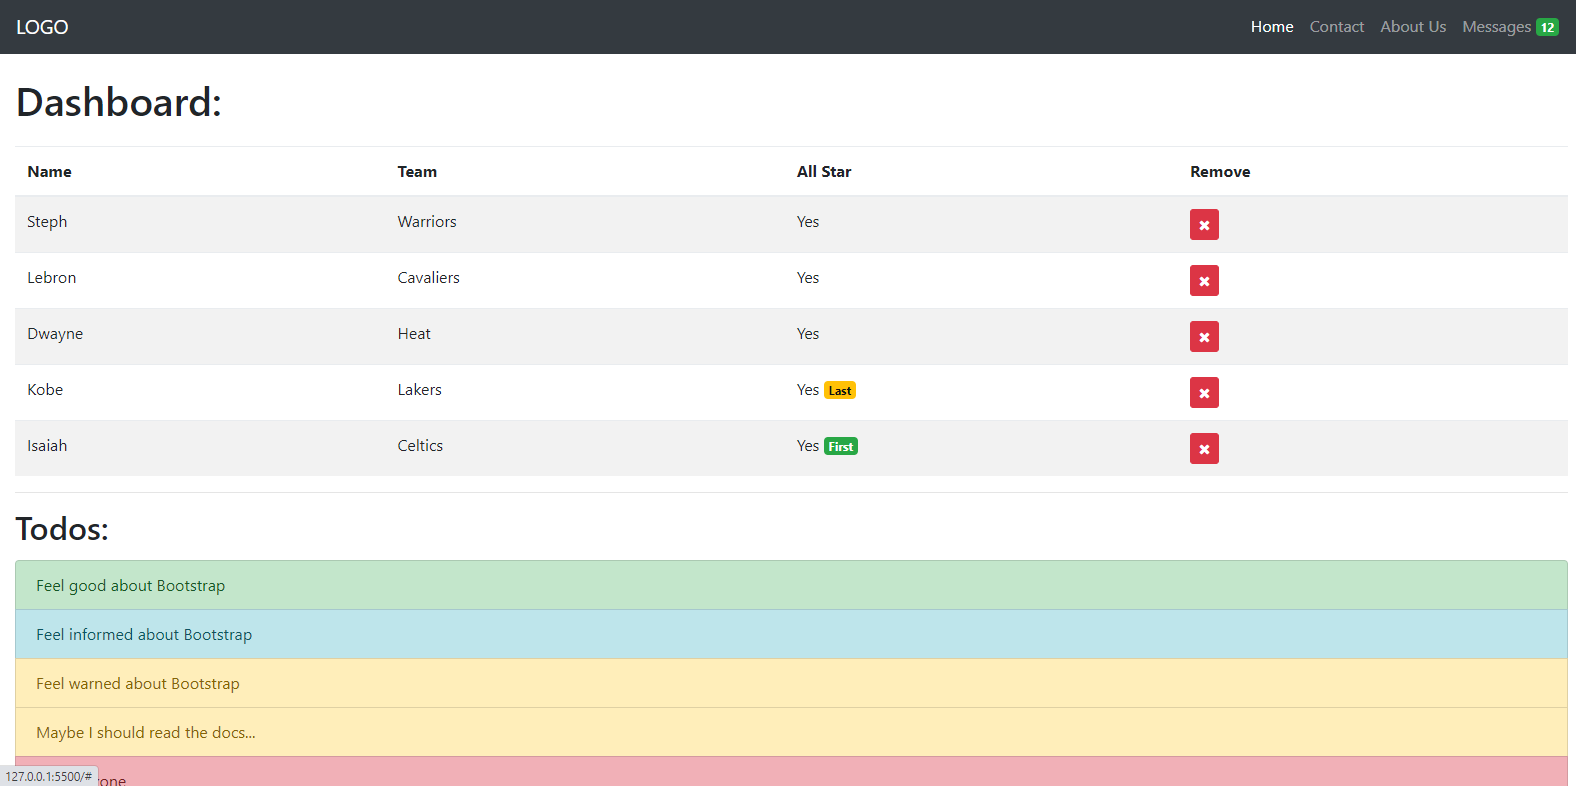 LOGO Home Contact About Us Messages 12
Dashboard:
Name Team All Star Remove
Steph Warriors Yes
Lebron Cavaliers Yes
Dwayne Heat Yes
Kobe Lakers Yes Last
Isaiah Celtics Yes First
Todos:
Feel good about Bootstrap
Feel informed about Bootstrap
Feel warned about Bootstrap
Maybe I should read the docs...
127.0.0.1:5500/#